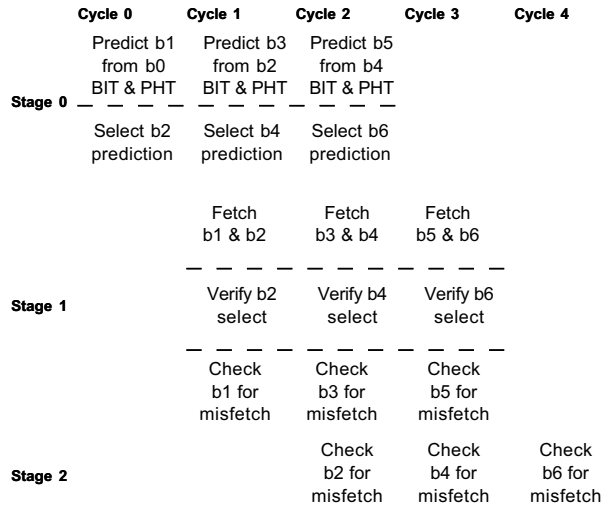 Cycle 0 Cycle 1 Cycle 2 Cycle 3 Cycle 4
Predict b1 Predict b3 Predict b5
from b0 from b2 from b4
BIT & PHT BIT & PHT BIT & PHT
Stage 0
Select b2 Select b4 Select b6
prediction prediction prediction
Fetch Fetch Fetch
b1 & b2 b3 & b4 b5 & b6
Stage 1
Verify b2 Verify b4 Verify b6
select select select
Check Check Check
b1 for b3 for b5 for
misfetch misfetch misfetch
Stage 2
Check Check Check
b2 for b4 for b6 for
misfetch misfetch misfetch